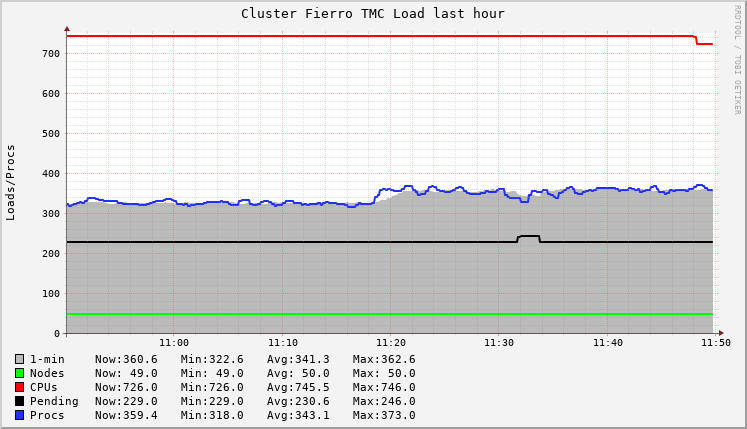 Cluster Fierro TMC Load last hour
RRDTOOL / TOBI OETIKER
Loads/Procs
700
600
500
400
300
200
100
0
11:00 11:10 11:20 11:30 11:40 11:50
1-min Now:360.6 Min:322.6 Avg:341.3 Max:362.6
Nodes Now: 49.0 Min: 49.0 Avg: 50.0 Max: 50.0
CPUs Now:726.0 Min:726.0 Avg:745.5 Max:746.0
Pending Now:229.0 Min:229.0 Avg:230.6 Max:246.0
Procs Now:359.4 Min:318.0 Avg:343.1 Max:373.0